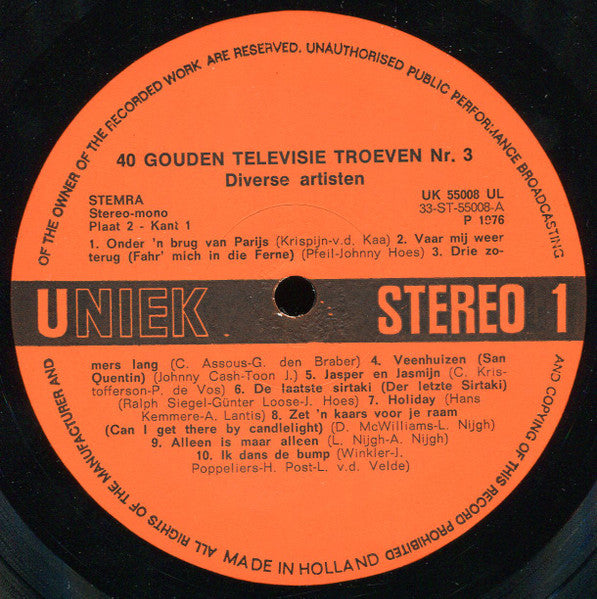 OF THE OWNER OF THE RECORDED WORK ARE RESERVED. UNAUTHORISED PUBLIC PERFORMANCE BROADCASTING
40 GOUDEN TELEVISIE TROEVEN Nr. 3
Diverse artisten
STEMRA
Stereo-mono
Plaat 2 - Kant 1
UK 55008 UL
33-ST-55008-A
P 1976
1. Onder 'n brug van Parijs (Krispijn-v.d. Kaa) 2. Vaar mij weer
terug (Fahr' mich in die Ferne) (Pfeil-Johnny Hoes) 3. Drie zo-
UNIEK STEREO 1
mers lang (C. Assous-G. den Braber) 4. Veenhuizen (San
Quentin) (Johnny Cash-Toon J.) 5. Jasper en Jasmijn (C. Kris-
tofferson-P. de Vos) 6. De laatste sirtaki (Der letzte Sirtaki)
(Ralph Siegel-Günter Loose-J. Hoes) 7. Holiday (Hans
Kemmere-A. Lantis) 8. Zet 'n kaars voor je raam
(Can I get there by candlelight) (D. McWilliams-L. Nijgh)
9. Alleen is maar alleen (L. Nijgh-A. Nijgh)
10. Ik dans de bump (Winkler-J.
Poppeliers-H. Post-L. v.d. Velde)
AND COPYING OF THIS RECORD PROHIBITED
ALL RIGHTS OF THE MANUFACTURER AND
MADE IN HOLLAND